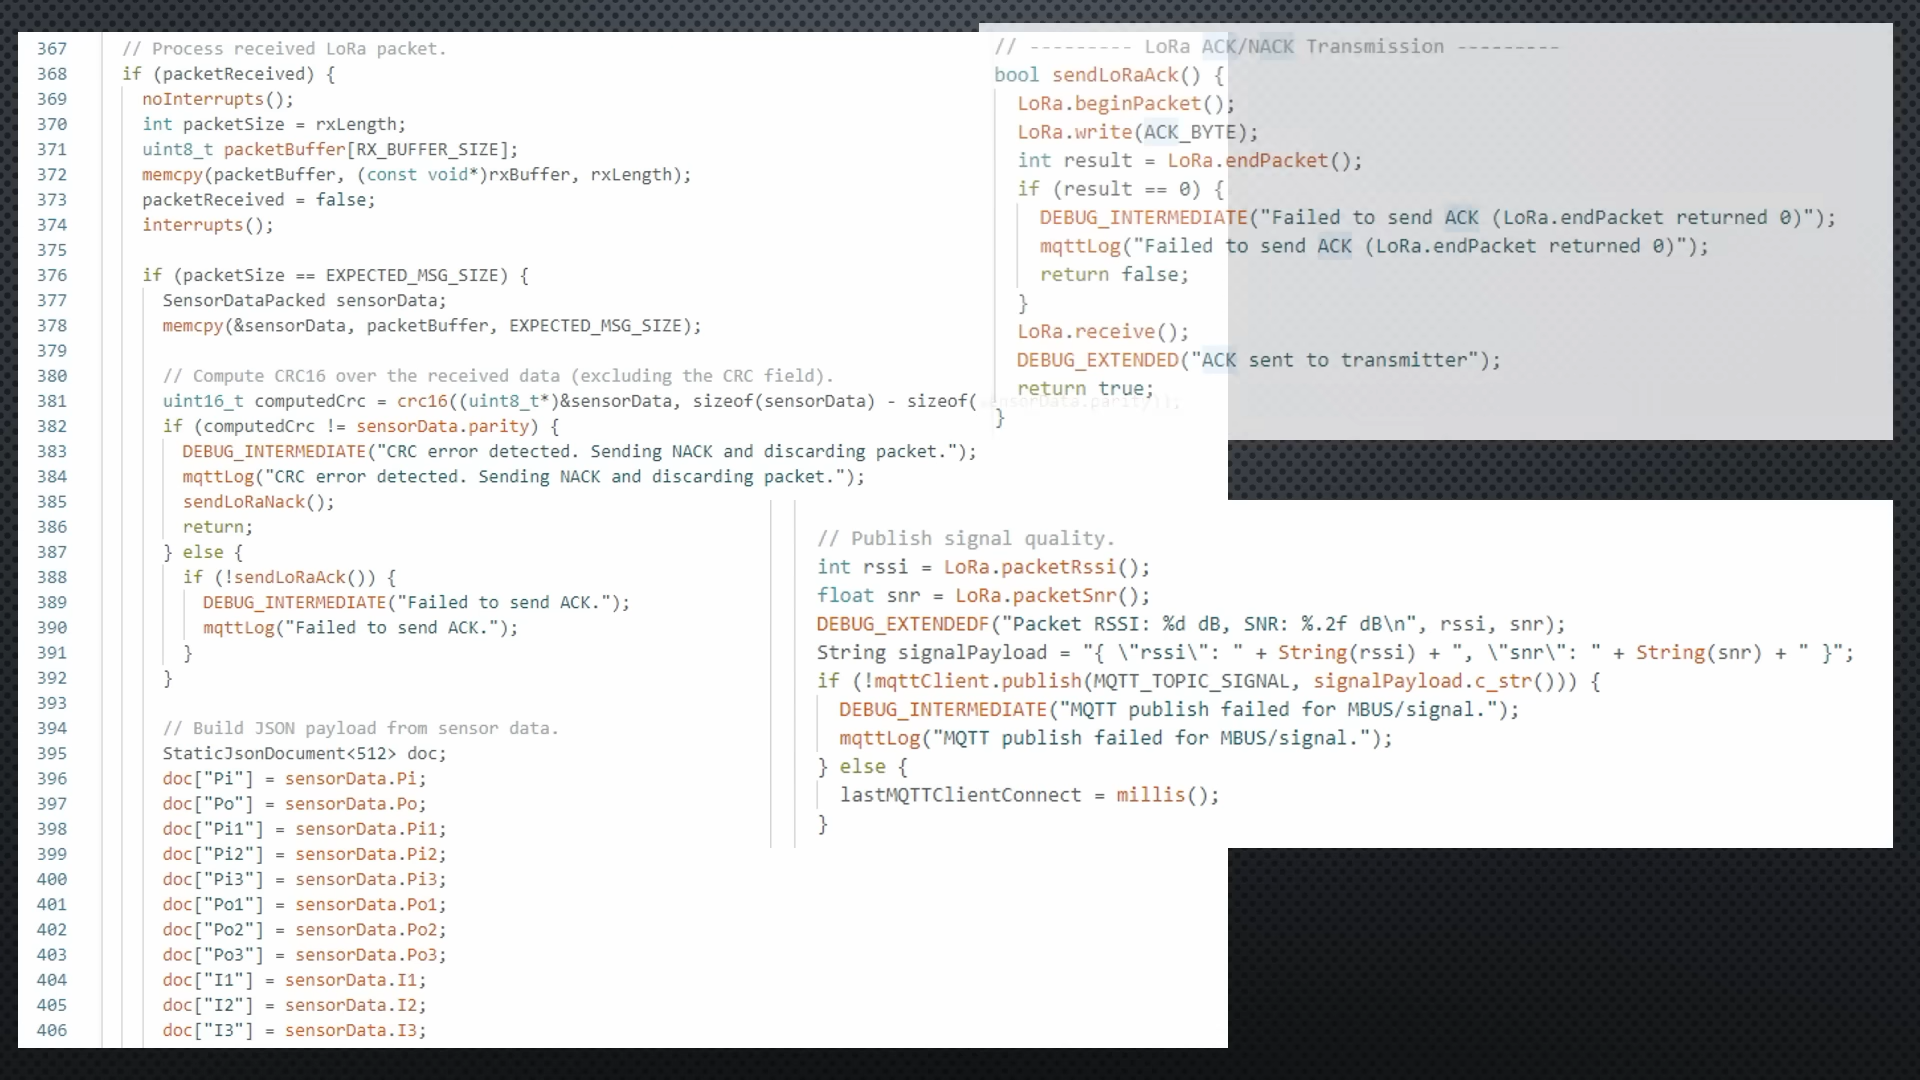 367 // Process received LoRa packet.
368 if (packetReceived) {
369 noInterrupts();
370 int packetSize = rxLength;
371 uint8_t packetBuffer[RX_BUFFER_SIZE];
372 memcpy(packetBuffer, (const void*)rxBuffer, rxLength);
373 packetReceived = false;
374 interrupts();
375
376 if (packetSize == EXPECTED_MSG_SIZE) {
377 SensorDataPacked sensorData;
378 memcpy(&sensorData, packetBuffer, EXPECTED_MSG_SIZE);
379
380 // Compute CRC16 over the received data (excluding the CRC field).
381 uint16_t computedCrc = crc16((uint8_t*)&sensorData, sizeof(sensorData) - sizeof(sensorData.parity));
382 if (computedCrc != sensorData.parity) {
383 DEBUG_INTERMEDIATE("CRC error detected. Sending NACK and discarding packet.");
384 mqttLog("CRC error detected. Sending NACK and discarding packet.");
385 sendLoRaNack();
386 return;
387 } else {
388 if (!sendLoRaAck()) {
389 DEBUG_INTERMEDIATE("Failed to send ACK.");
390 mqttLog("Failed to send ACK.");
391 }
392 }
393
394 // Build JSON payload from sensor data.
395 StaticJsonDocument<512> doc;
396 doc["Pi"] = sensorData.Pi;
397 doc["Po"] = sensorData.Po;
398 doc["Pi1"] = sensorData.Pi1;
399 doc["Pi2"] = sensorData.Pi2;
400 doc["Pi3"] = sensorData.Pi3;
401 doc["Po1"] = sensorData.Po1;
402 doc["Po2"] = sensorData.Po2;
403 doc["Po3"] = sensorData.Po3;
404 doc["I1"] = sensorData.I1;
405 doc["I2"] = sensorData.I2;
406 doc["I3"] = sensorData.I3;
// --------- LoRa ACK/NACK Transmission ---------
bool sendLoRaAck() {
LoRa.beginPacket();
LoRa.write(ACK_BYTE);
int result = LoRa.endPacket();
if (result == 0) {
DEBUG_INTERMEDIATE("Failed to send ACK (LoRa.endPacket returned 0)");
mqttLog("Failed to send ACK (LoRa.endPacket returned 0)");
return false;
}
LoRa.receive();
DEBUG_EXTENDED("ACK sent to transmitter");
return true;
}
// Publish signal quality.
int rssi = LoRa.packetRssi();
float snr = LoRa.packetSnr();
DEBUG_EXTENDEDF("Packet RSSI: %d dB, SNR: %.2f dB\n", rssi, snr);
String signalPayload = "{ \"rssi\": " + String(rssi) + ", \"snr\": " + String(snr) + " }";
if (!mqttClient.publish(MQTT_TOPIC_SIGNAL, signalPayload.c_str())) {
DEBUG_INTERMEDIATE("MQTT publish failed for MBUS/signal.");
mqttLog("MQTT publish failed for MBUS/signal.");
} else {
lastMQTTClientConnect = millis();
}